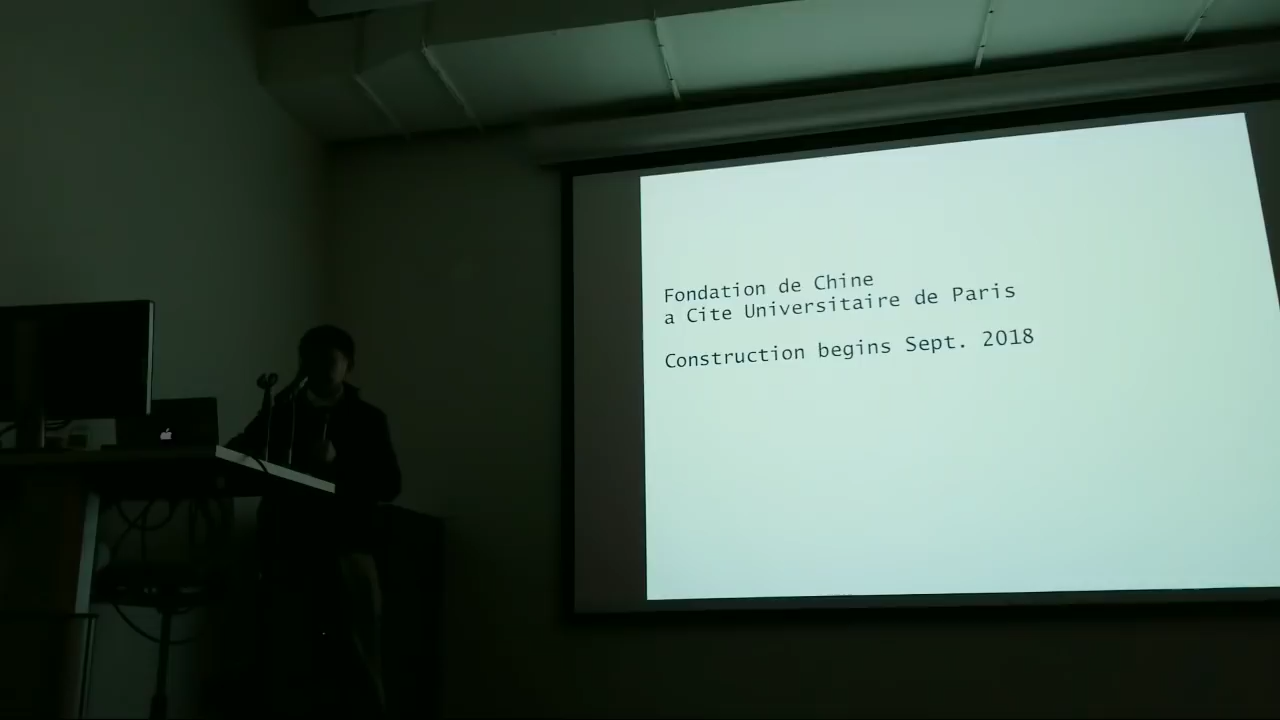 Fondation de Chine
a Cite Universitaire de Paris
Construction begins Sept. 2018